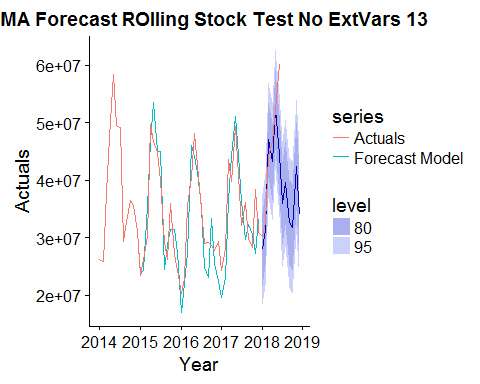 MA Forecast ROlling Stock Test No ExtVars 13
6e+07
5e+07
4e+07
3e+07
2e+07
Actuals
2014 2015 2016 2017 2018 2019
Year
series
Actuals
Forecast Model
level
80
95